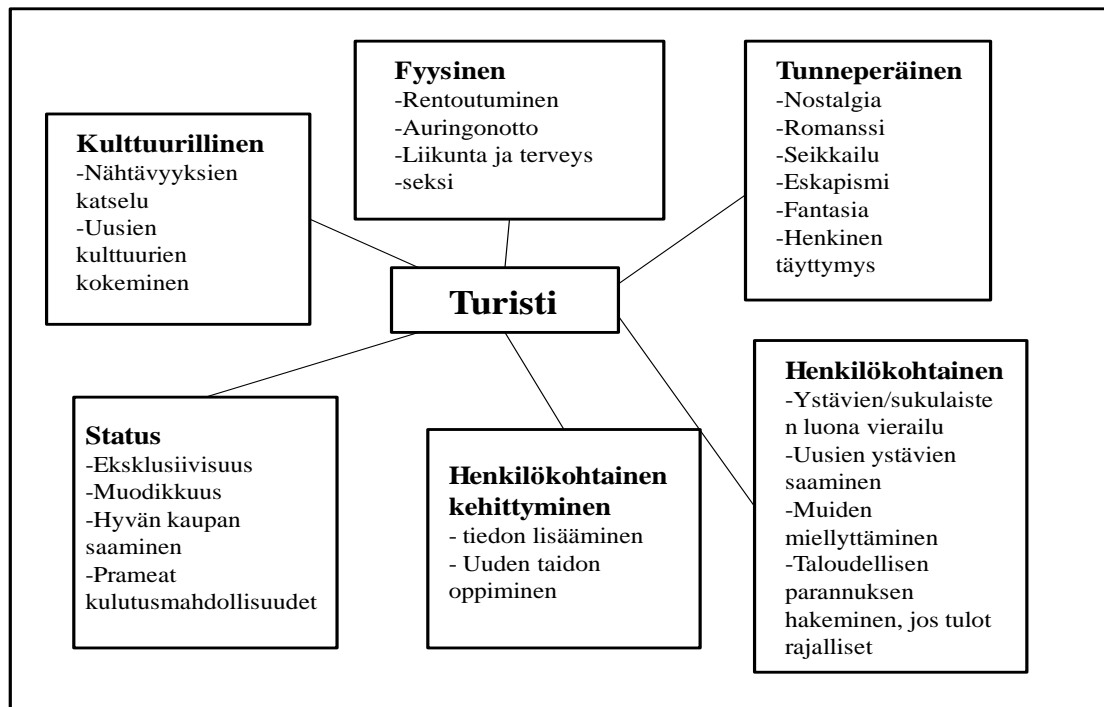 Fyysinen
-Rentoutuminen
-Auringonotto
-Liikunta ja terveys
-seksi
Tunneperäinen
-Nostalgia
-Romanssi
-Seikkailu
-Eskapismi
-Fantasia
-Henkinen
täyttymys
Kulttuurillinen
-Nähtävyyksien
katselu
-Uusien
kulttuurien
kokeminen
Turisti
Status
-Eksklusiivisuus
-Muodikkuus
-Hyvän kaupan
saaminen
-Prameat
kulutusmahdollisuudet
Henkilökohtainen
kehittyminen
- tiedon lisääminen
- Uuden taidon
oppiminen
Henkilökohtainen
-Ystävien/sukulaiste
n luona vierailu
-Uusien ystävien
saaminen
-Muiden
miellyttäminen
-Taloudellisen
parannuksen
hakeminen, jos tulot
rajalliset